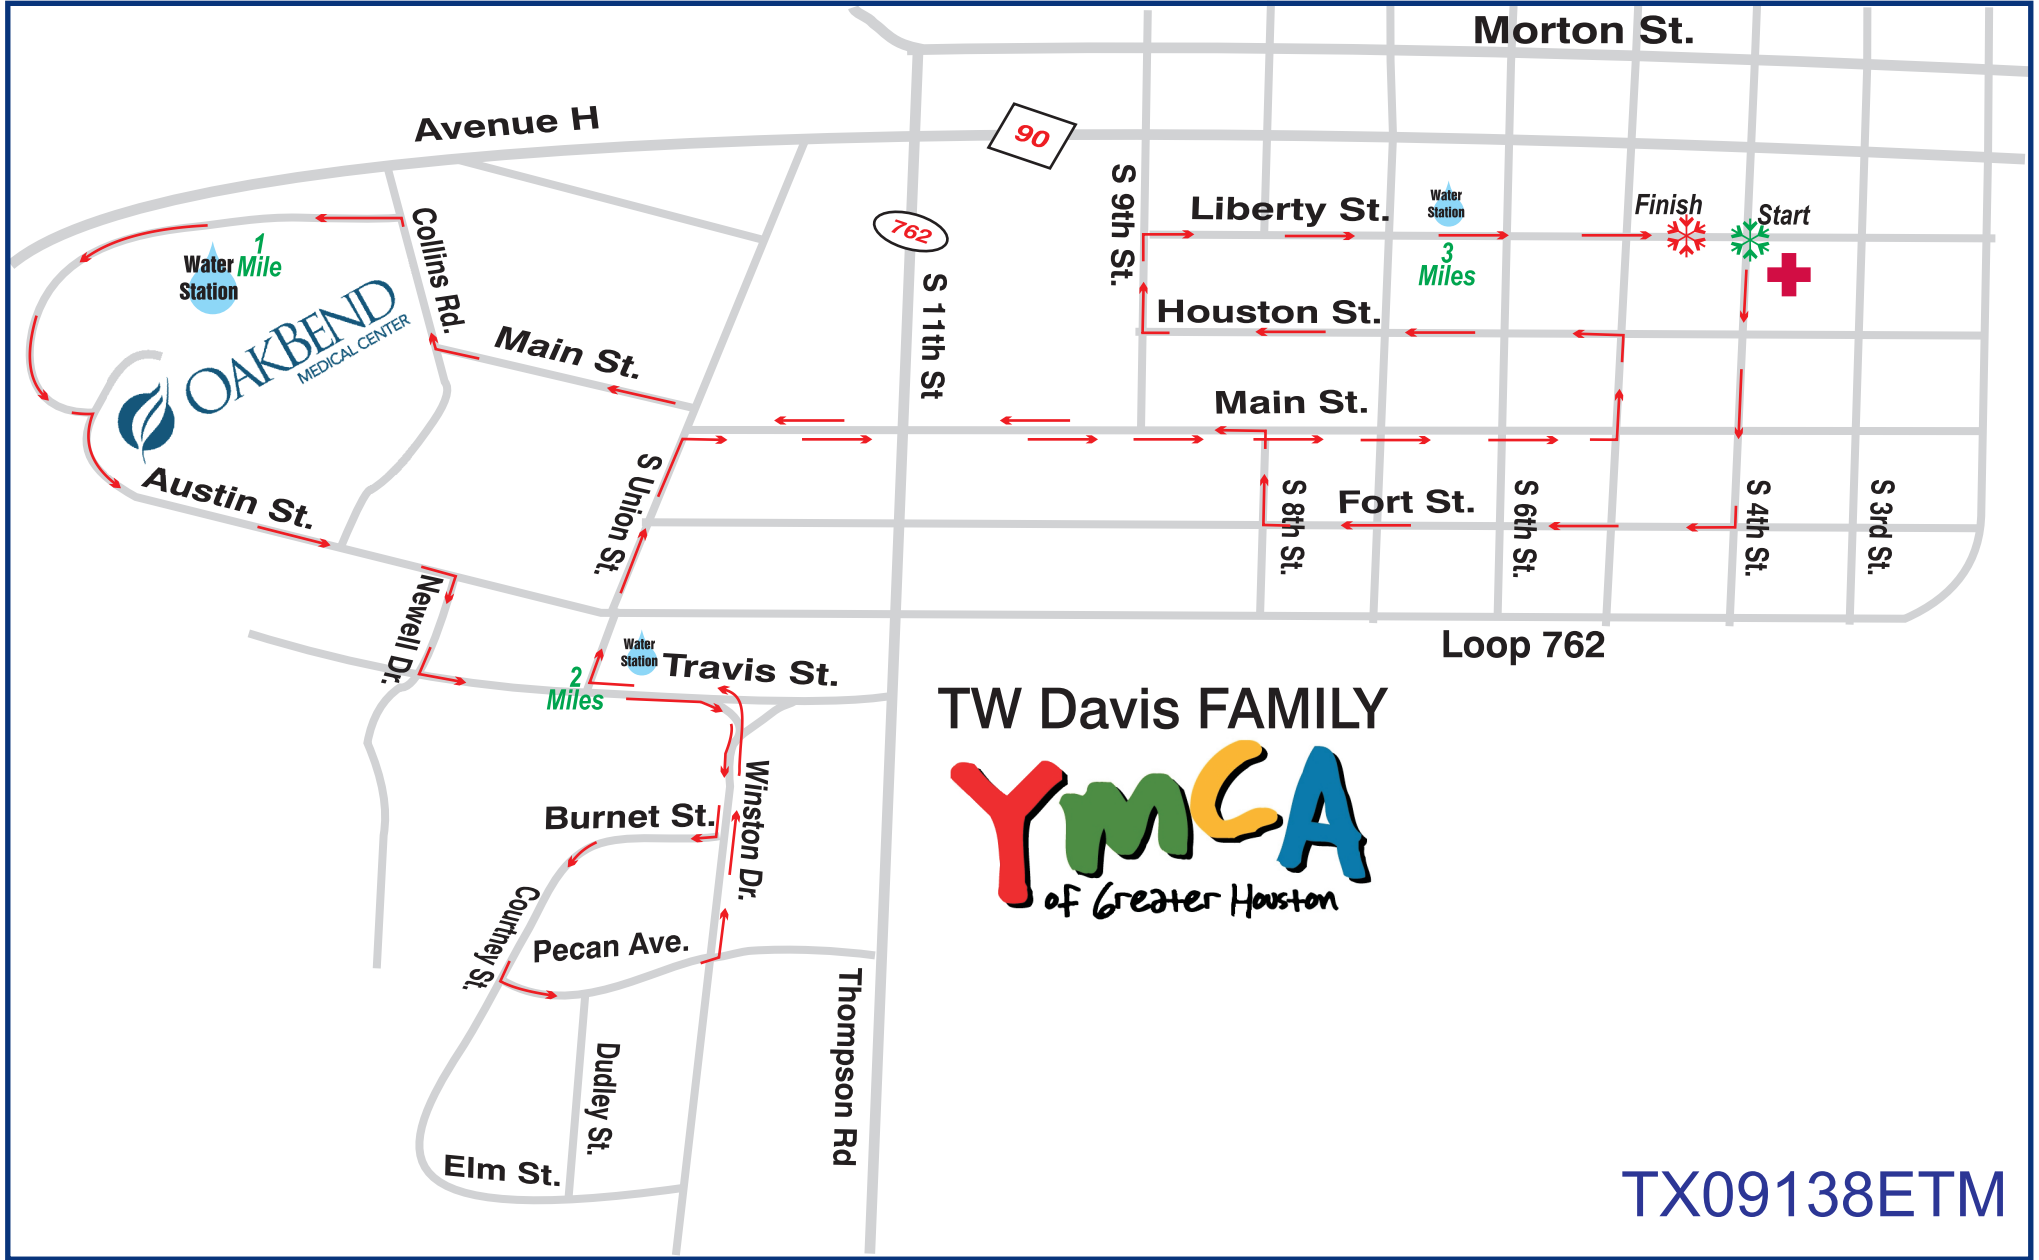 Morton St.
Avenue H
90
S 9th St.
Liberty St.
Water
Station
3
Miles
Finish
Start
762
Collins Rd.
1
Mile
Water
Station
OAKBEND
MEDICAL CENTER
Main St.
S 11th St
Houston St.
Main St.
Austin St.
S Union St.
Fort St.
S 8th St.
S 6th St.
S 4th St.
S 3rd St.
Newell Dr.
Water
Station
Travis St.
2
Miles
Loop 762
TW Davis FAMILY
YMCA
of Greater Houston
Winston Dr.
Burnet St.
Courtney St.
Pecan Ave.
Thompson Rd
Dudley St.
Elm St.
TX09138ETM